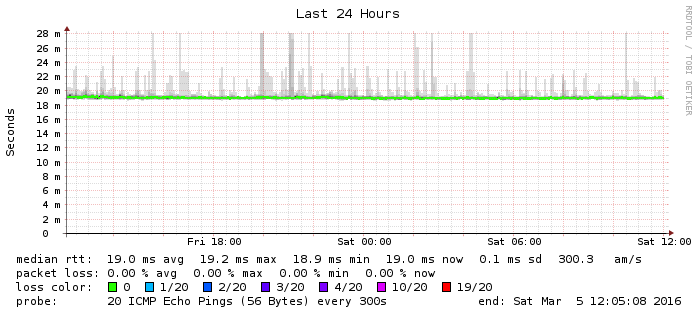 Last 24 Hours
RRDTOOL / TOBI OETIKER
Seconds
28 m
26 m
24 m
22 m
20 m
18 m
16 m
14 m
12 m
10 m
8 m
6 m
4 m
2 m
0
Fri 18:00 Sat 00:00 Sat 06:00 Sat 12:00
median rtt: 19.0 ms avg 19.2 ms max 18.9 ms min 19.0 ms now 0.1 ms sd 300.3 am/s
packet loss: 0.00 % avg 0.00 % max 0.00 % min 0.00 % now
loss color: 0 1/20 2/20 3/20 4/20 10/20 19/20
probe: 20 ICMP Echo Pings (56 Bytes) every 300s end: Sat Mar 5 12:05:08 2016